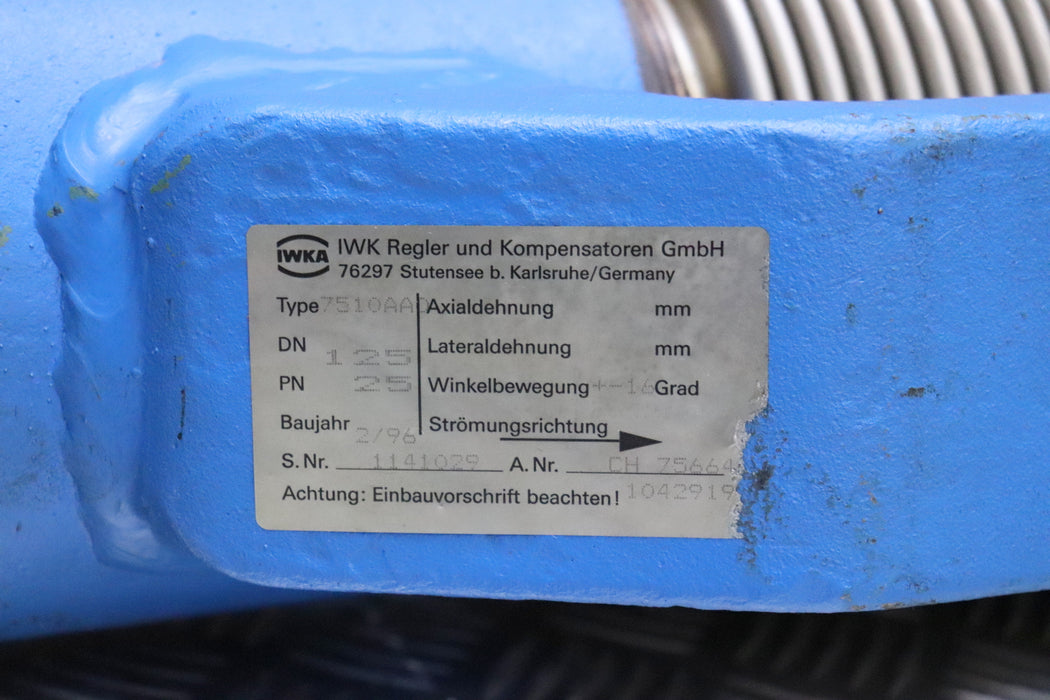 IWKA IWK Regler und Kompensatoren GmbH
76297 Stutensee b. Karlsruhe/Germany
Type 7510AA Axialdehnung mm
DN 125 Lateraldehnung mm
PN 25 Winkelbewegung +-16 Grad
Baujahr 2/96 Strömungsrichtung
S.Nr. 1141029 A.Nr. CH 75664
Achtung: Einbauvorschrift beachten! 1042919